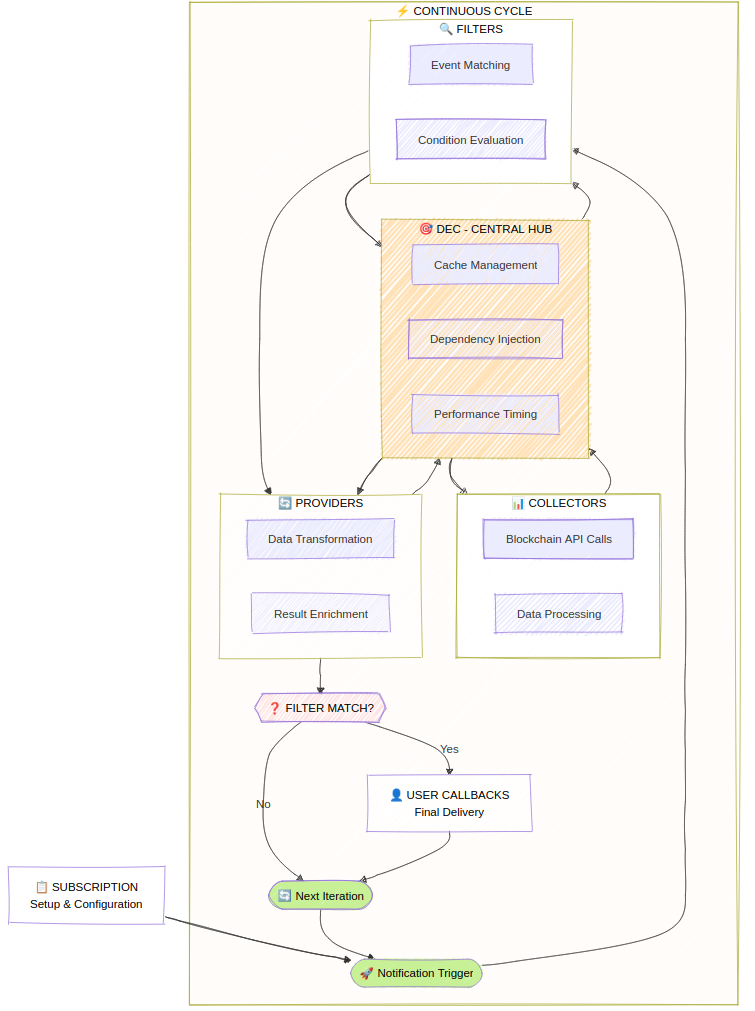 ⚡ CONTINUOUS CYCLE
🔍 FILTERS
Event Matching
Condition Evaluation
🎯 DEC - CENTRAL HUB
Cache Management
Dependency Injection
Performance Timing
🔄 PROVIDERS
Data Transformation
Result Enrichment
📊 COLLECTORS
Blockchain API Calls
Data Processing
❓ FILTER MATCH?
Yes
No
👤 USER CALLBACKS
Final Delivery
🔄 Next Iteration
📋 SUBSCRIPTION
Setup & Configuration
🚀 Notification Trigger